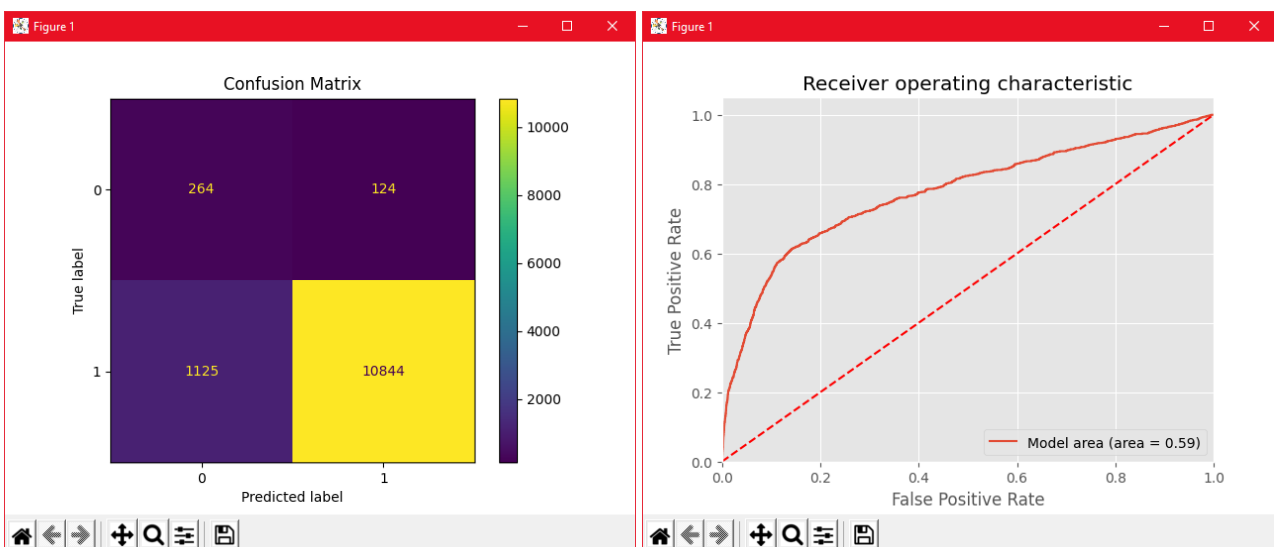 Figure 1
Confusion Matrix
264
124
1125
10844
0
1
True label
0
1
Predicted label
10000
8000
6000
4000
2000
Figure 1
Receiver operating characteristic
1.0
0.8
0.6
0.4
0.2
0.0
True Positive Rate
0.0
0.2
0.4
0.6
0.8
1.0
False Positive Rate
Model area (area = 0.59)